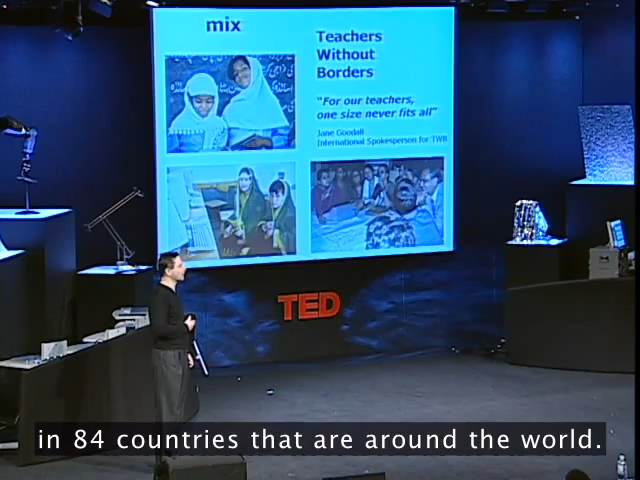 mix
Teachers
Without
Borders
"For our teachers,
one size never fits all"
Jane Goodall
International Spokesperson for TWB
TED
in 84 countries that are around the world.